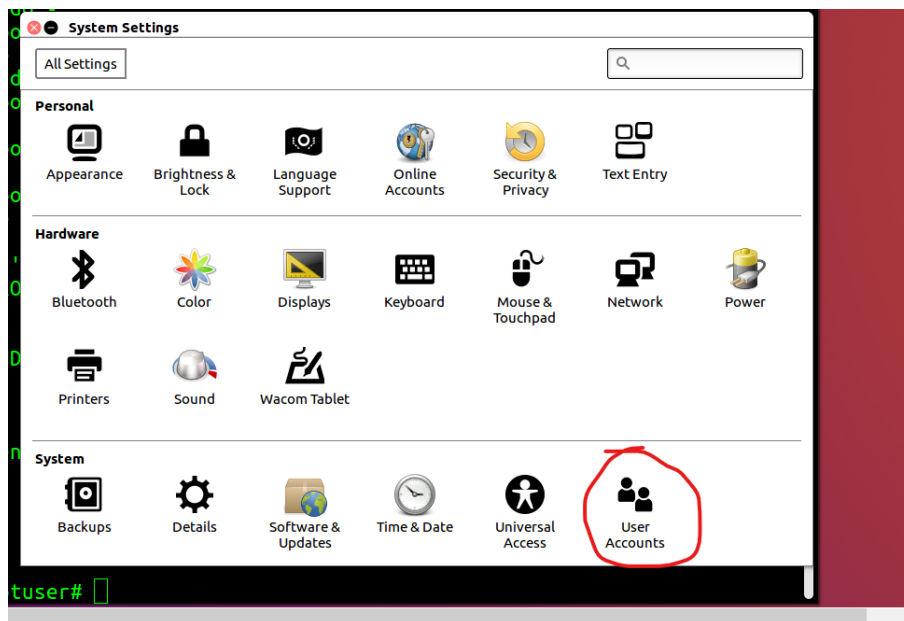 System Settings
All Settings
Personal
Appearance
Brightness &
Lock
Language
Support
Online
Accounts
Security &
Privacy
Text Entry
Hardware
Bluetooth
Color
Displays
Keyboard
Mouse &
Touchpad
Network
Power
Printers
Sound
Wacom Tablet
System
Backups
Details
Software &
Updates
Time & Date
Universal
Access
User
Accounts
tuser#